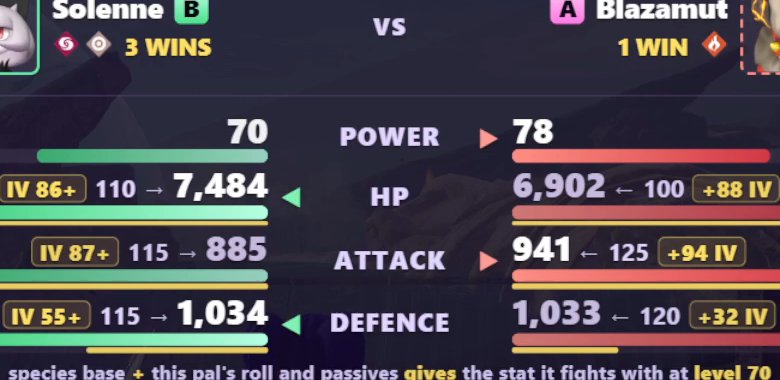 Solenne B
VS
A Blazamut
3 WINS
1 WIN
70 POWER 78
IV 86+ 110 → 7,484 HP 6,902 ← 100 +88 IV
IV 87+ 115 → 885 ATTACK 941 ← 125 +94 IV
IV 55+ 115 → 1,034 DEFENCE 1,033 ← 120 +32 IV
species base + this pal's roll and passives gives the stat it fights with at level 70